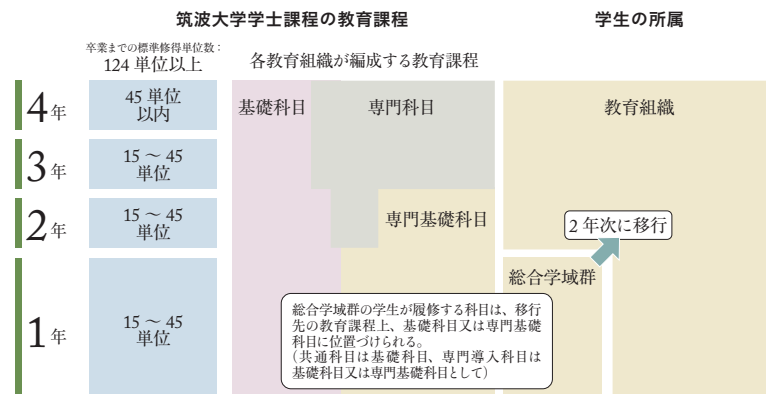 筑波大学学士課程の教育課程
学生の所属
卒業までの標準修得単位数：
124 単位以上
各教育組織が編成する教育課程
4年
45 単位
以内
基礎科目
専門科目
教育組織
3年
15 ～ 45
単位
2年
15 ～ 45
単位
専門基礎科目
2 年次に移行
総合学域群
1年
15 ～ 45
単位
総合学域群の学生が履修する科目は、移行
先の教育課程上、基礎科目又は専門基礎
科目に位置づけられる。
（共通科目は基礎科目、専門導入科目は
基礎科目又は専門基礎科目として）